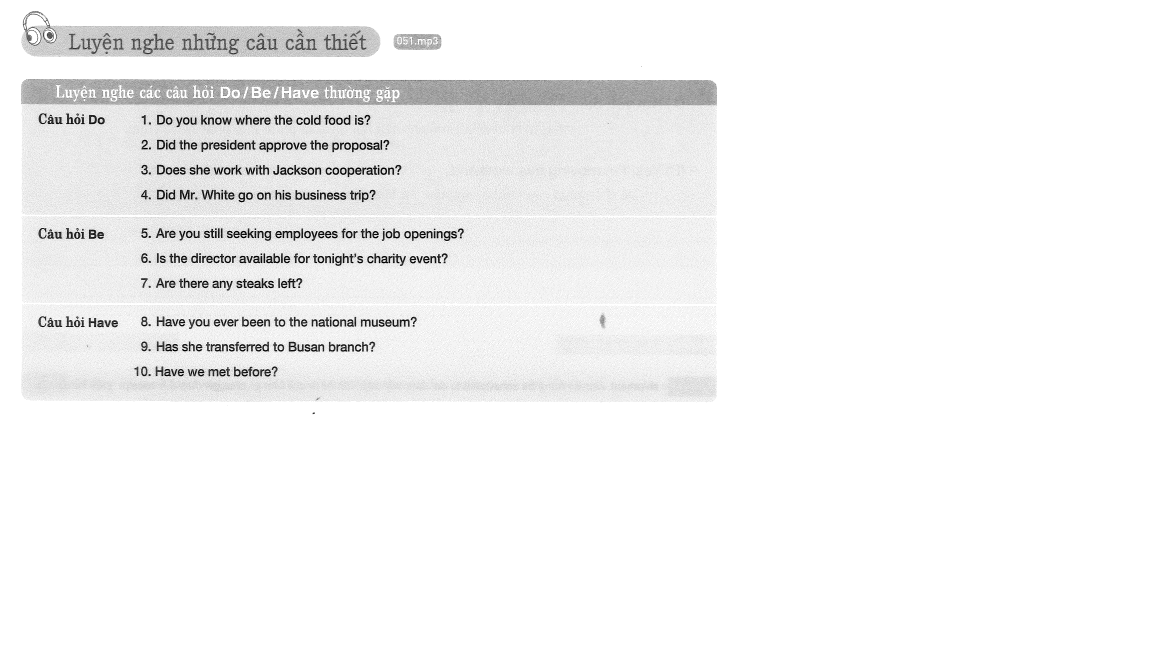 Luyện nghe những câu cần thiết 051.mp3
Luyện nghe các câu hỏi Do/Be/Have thường gặp
Câu hỏi Do 1. Do you know where the cold food is?
2. Did the president approve the proposal?
3. Does she work with Jackson cooperation?
4. Did Mr. White go on his business trip?
Câu hỏi Be 5. Are you still seeking employees for the job openings?
6. Is the director available for tonight's charity event?
7. Are there any steaks left?
Câu hỏi Have 8. Have you ever been to the national museum?
9. Has she transferred to Busan branch?
10. Have we met before?